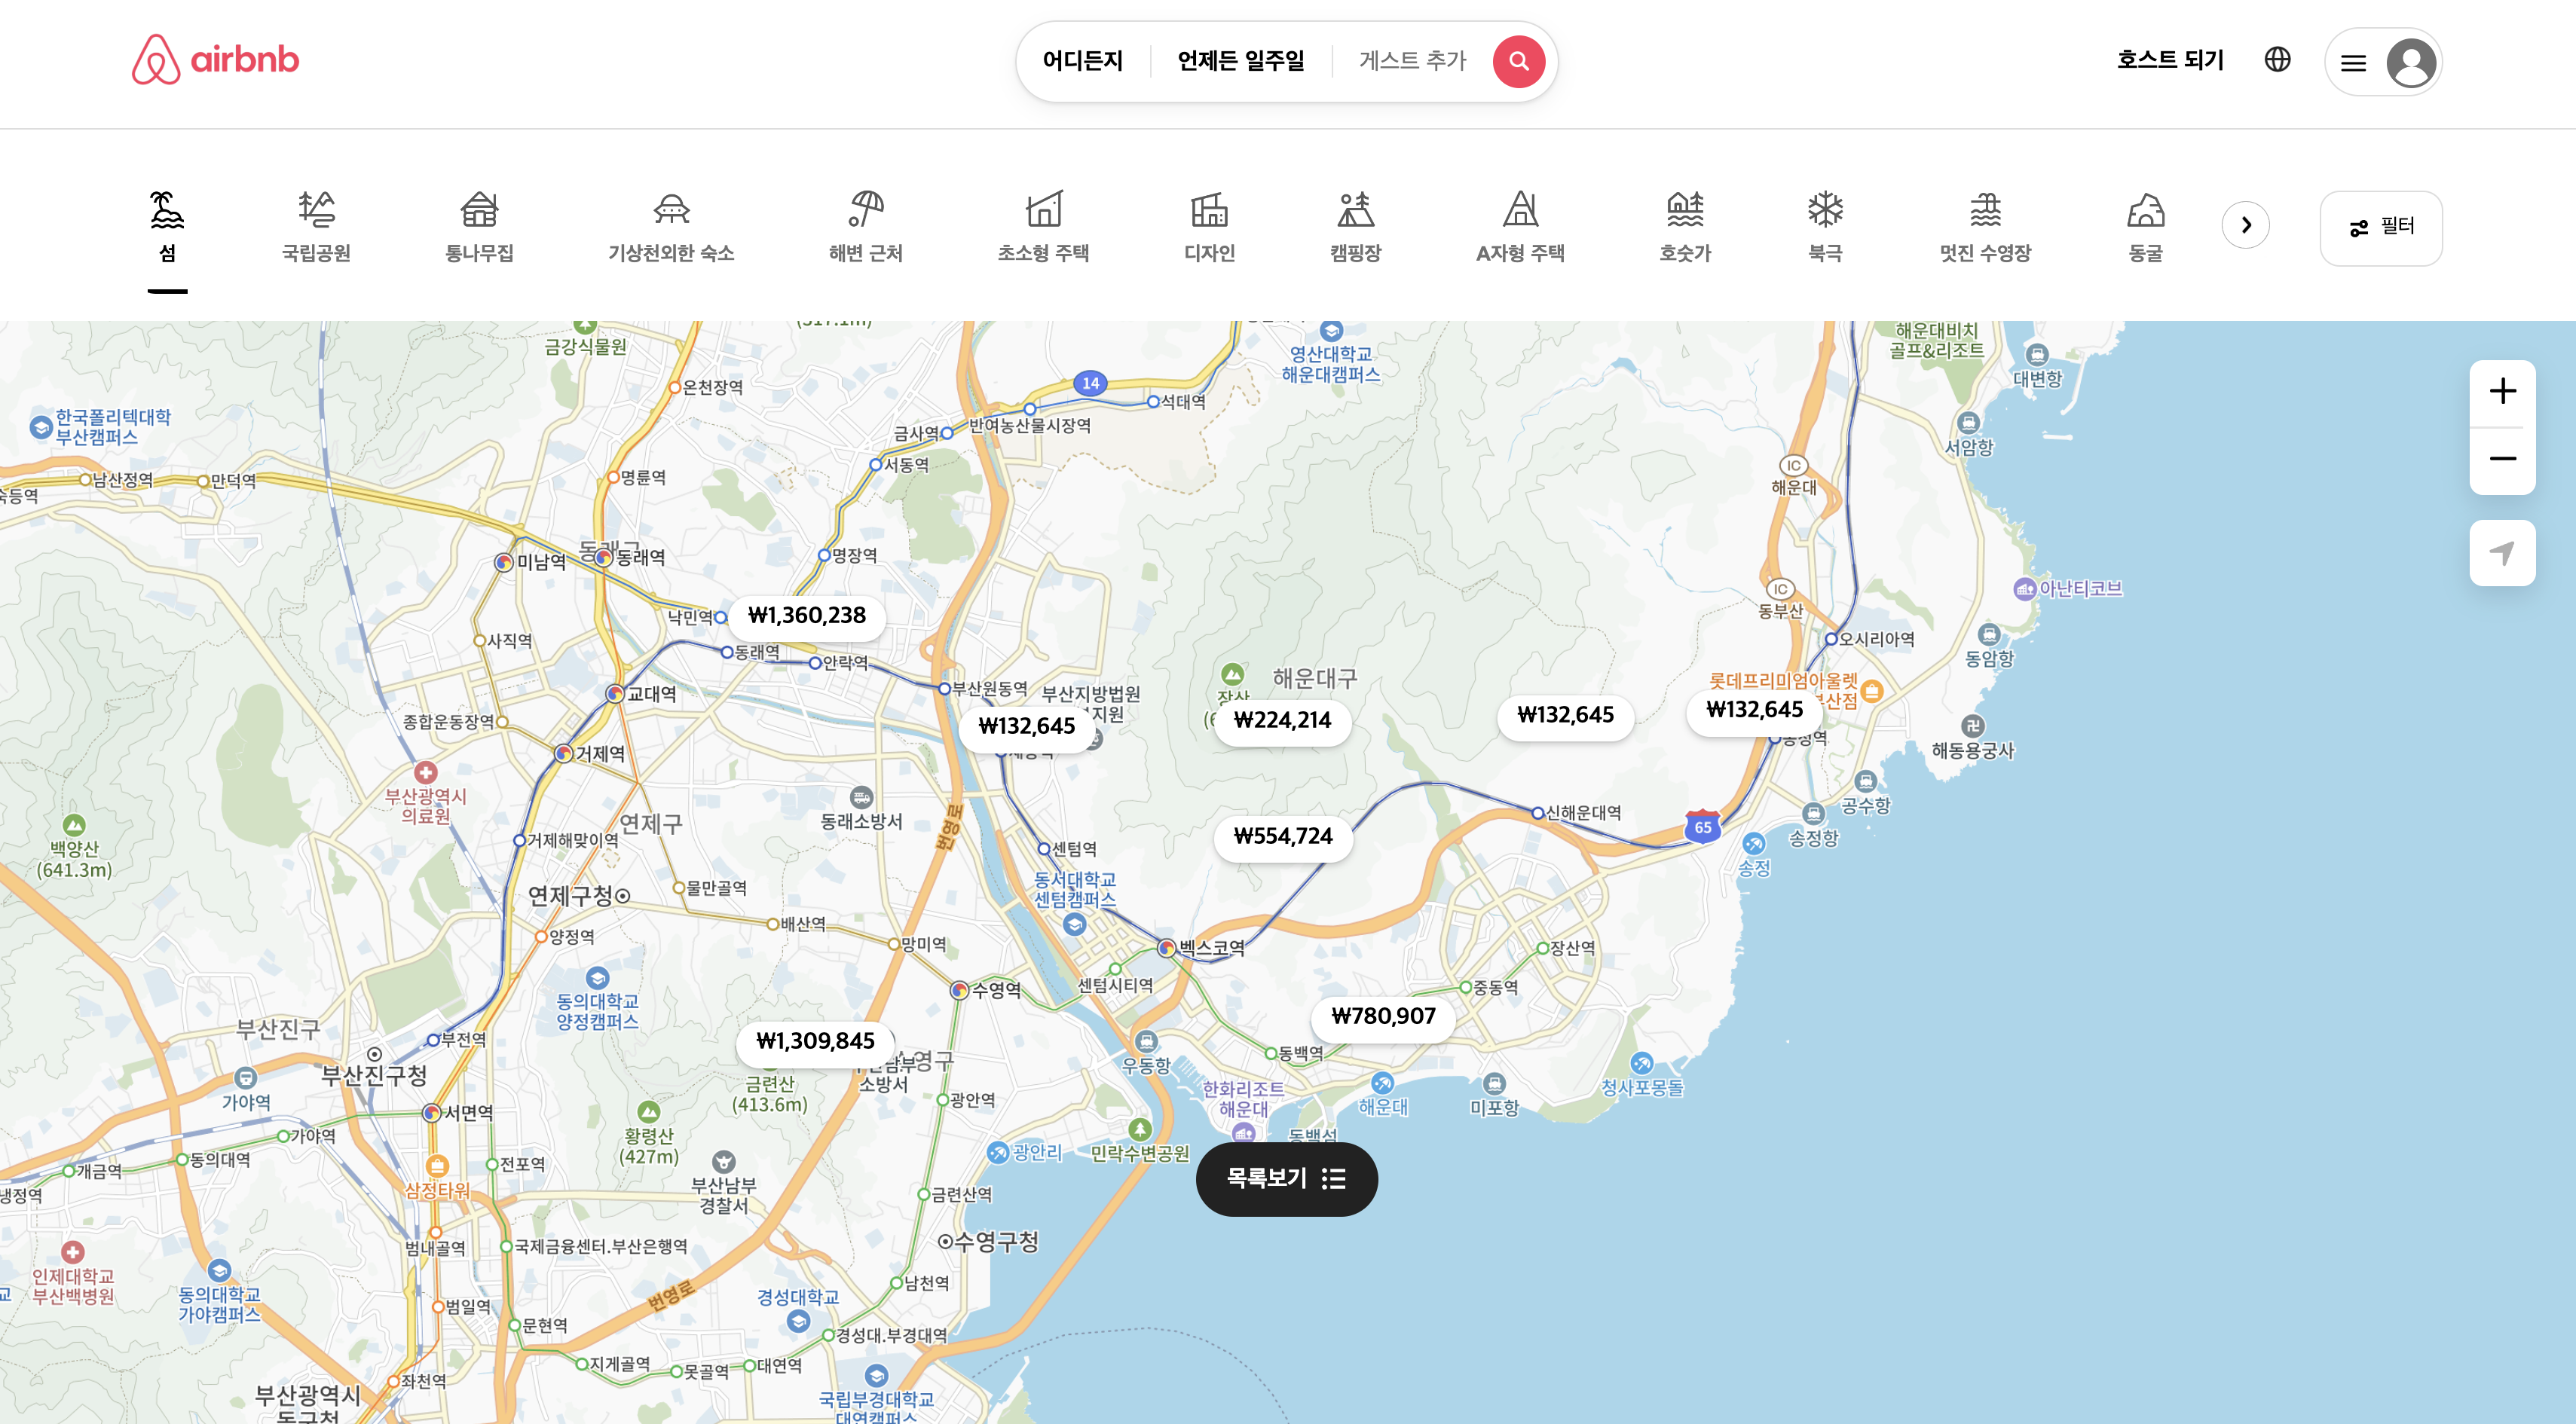 airbnb
어디든지
언제든 일주일
게스트 추가
호스트 되기
섬
국립공원
통나무집
기상천외한 숙소
해변 근처
초소형 주택
디자인
캠핑장
A자형 주택
호숫가
북극
멋진 수영장
동굴
필터
금강식물원
영산대학교
해운대캠퍼스
해운대비치
골프&리조트
대변항
온천장역
14
석대역
한국폴리텍대학
부산캠퍼스
금사역
반여농산물시장역
서암항
서동역
IC
해운대
남산정역
만덕역
숙등역
명륜역
미남역
동래역
명장역
IC
동부산
아난티코브
낙민역
₩1,360,238
사직역
동래역
안락역
오시리아역
동암항
교대역
부산원동역
부산지방법원
해운대구
장산
롯데프리미엄아울렛
종합운동장역
₩132,645
₩224,214
₩132,645
₩132,645
해동용궁사
거제역
부산광역시
의료원
동래소방서
연제구
번영로
신해운대역
65
공수항
송정항
송정
백양산
(641.3m)
거제해맞이역
센텀역
₩554,724
동서대학교
센텀캠퍼스
연제구청
물만골역
배산역
망미역
양정역
벡스코역
장산역
수영역
센텀시티역
중동역
동의대학교
양정캠퍼스
부산진구
부전역
₩1,309,845
₩780,907
소방서
우동항
동백역
부산진구청
가야역
금련산
(413.6m)
광안역
한화리조트
해운대
해운대
미포항
청사포몽돌
서면역
황령산
(427m)
가야역
동의대역
개금역
냉정역
전포역
삼정타워
부산남부
경찰서
광안리
민락수변공원
동백섬
목록보기
금련산역
범내골역
국제금융센터.부산은행역
수영구청
인제대학교
부산백병원
동의대학교
가야캠퍼스
번영로
경성대학교
남천역
범일역
문현역
경성대.부경대역
지게골역
못골역
대연역
좌천역
부산광역시
동구청
국립부경대학교
대연캠퍼스